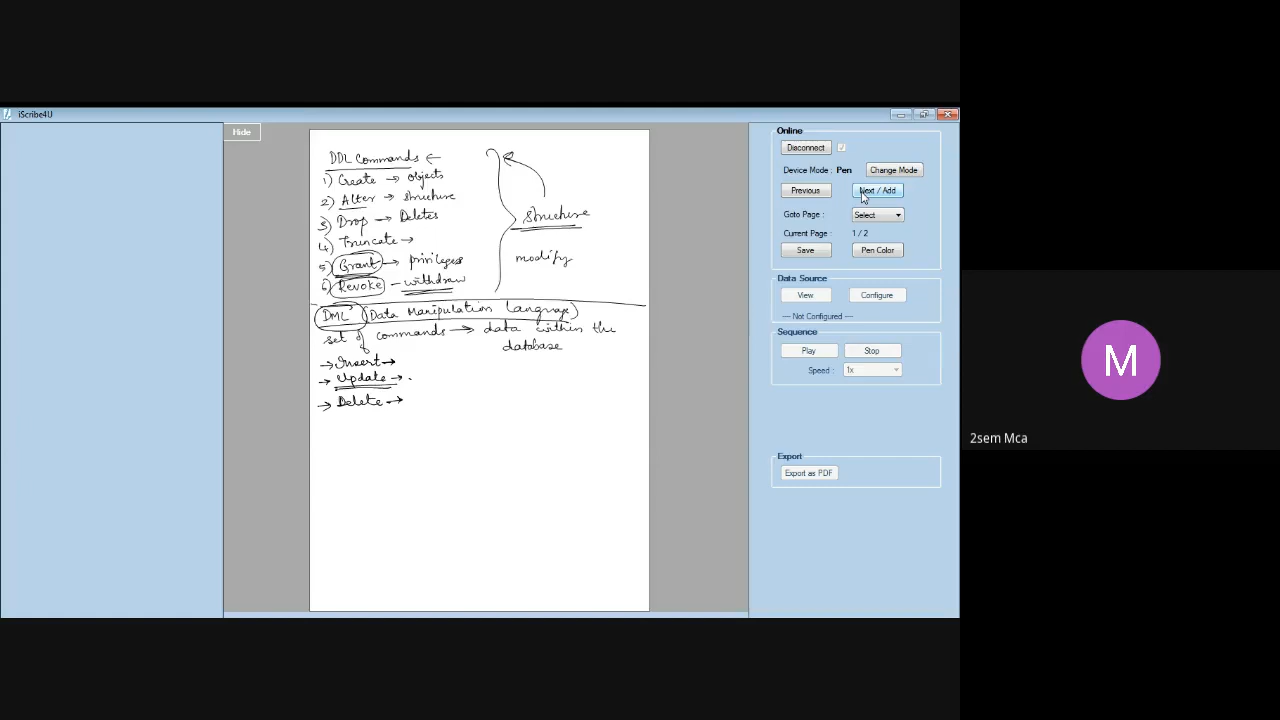 iScribe4U
Hide
DDL Commands ←
1) Create → objects
2) Alter → Structure
3) Drop → Deletes
4) Truncate →
5) Grant → privileges
6) Revoke - withdraw
structure
modify
DML (Data Manipulation Language)
set of commands → data within the
database
→ Insert →
→ Update → .
→ Delete →
Online
Disconnect
Device Mode : Pen
Change Mode
Previous
Next / Add
Goto Page :
Select
Current Page :
1 / 2
Save
Pen Color
Data Source
View
Configure
--- Not Configured ---
Sequence
Play
Stop
Speed :
1x
Export
Export as PDF
M
2sem Mca